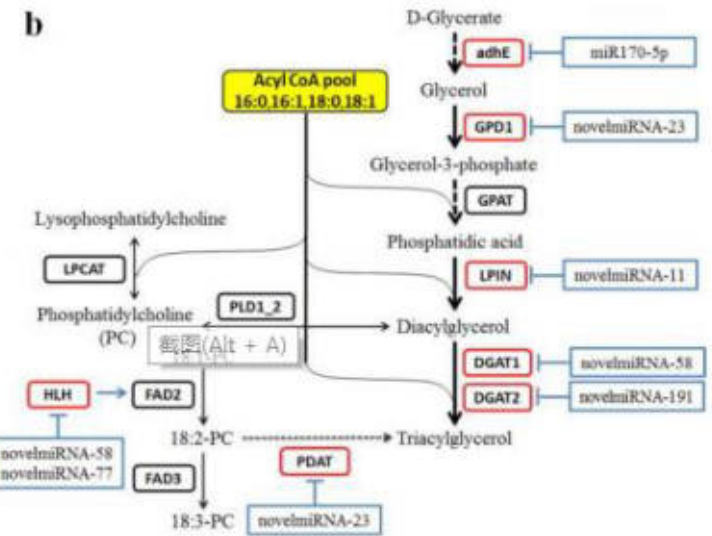 b
D-Glycerate
adhE
miR170-5p
Acyl CoA pool
16:0,16:1,18:0,18:1
Glycerol
GPD1
novelmiRNA-23
Glycerol-3-phosphate
GPAT
Lysophosphatidylcholine
Phosphatidic acid
LPCAT
LPIN
novelmiRNA-11
PLD1_2
Phosphatidylcholine
(PC)
Diacylglycerol
截图(Alt + A)
DGAT1
novelmiRNA-58
HLH
FAD2
DGAT2
novelmiRNA-191
18:2-PC
Triacylglycerol
novelmiRNA-58
novelmiRNA-77
PDAT
FAD3
18:3-PC
novelmiRNA-23